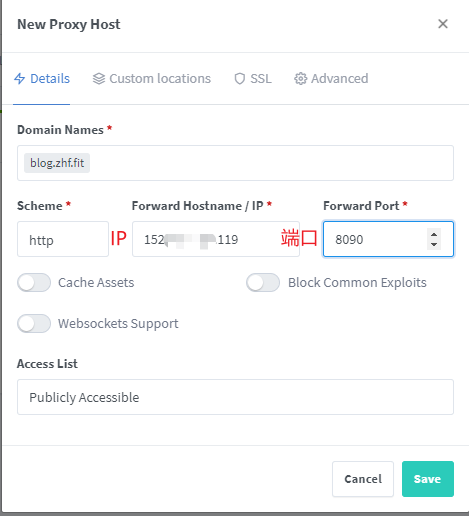 New Proxy Host
Details Custom locations SSL Advanced
Domain Names *
blog.zhf.fit
Scheme * Forward Hostname / IP * Forward Port *
http IP 152 119 端口 8090
Cache Assets Block Common Exploits
Websockets Support
Access List
Publicly Accessible
Cancel Save